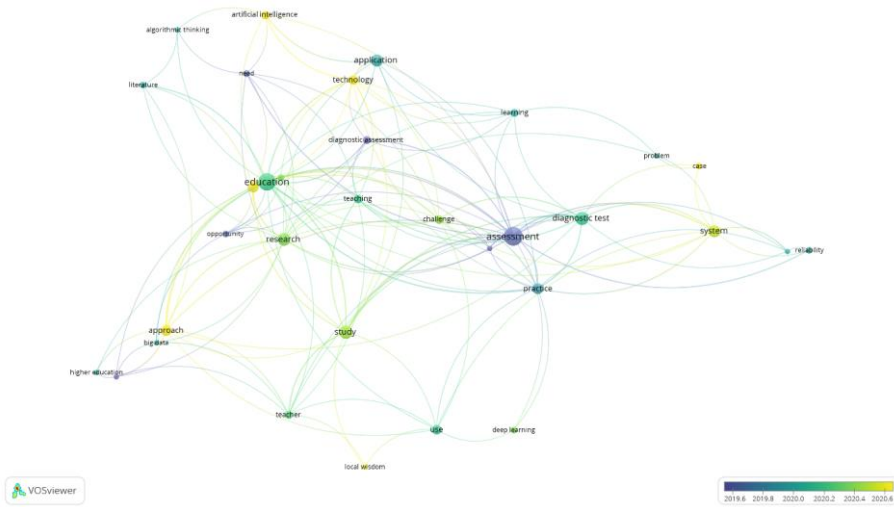 artificial intelligence
algorithmic thinking
application
need
technology
literature
learning
diagnostic assessment
problem
case
education
teaching
challenge
diagnostic test
opportunity
research
assessment
system
reliability
practice
approach
study
big data
higher education
teacher
use
deep learning
local wisdom
VOSviewer
2019.6 2019.8 2020.0 2020.2 2020.4 2020.6